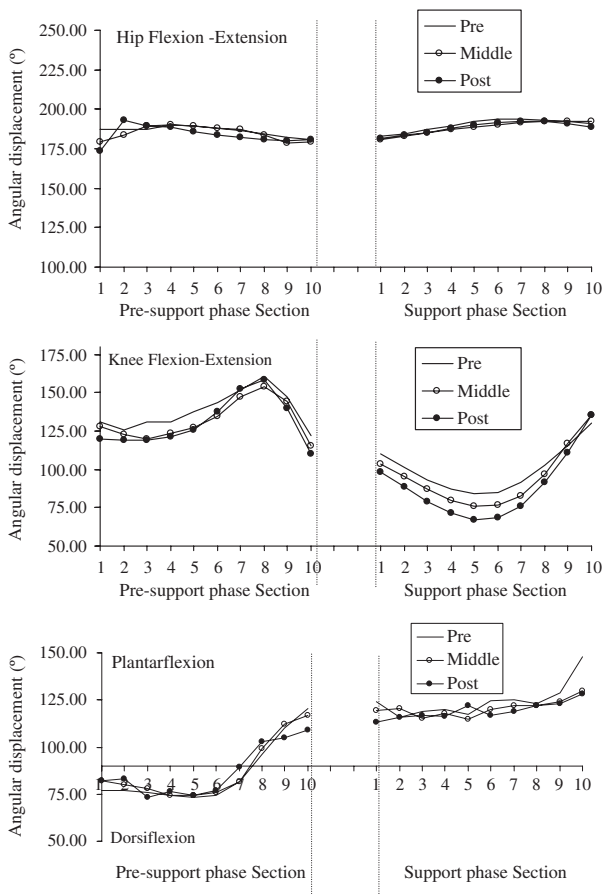 Hip Flexion -Extension
Pre
Middle
Post
Angular displacement (º)
250.00
225.00
200.00
175.00
150.00
125.00
100.00
1 2 3 4 5 6 7 8 9 10
1 2 3 4 5 6 7 8 9 10
Pre-support phase Section
Support phase Section
Knee Flexion-Extension
Pre
Middle
Post
Angular displacement (º)
175.00
150.00
125.00
100.00
75.00
50.00
1 2 3 4 5 6 7 8 9 10
1 2 3 4 5 6 7 8 9 10
Pre-support phase Section
Support phase Section
Plantarflexion
Pre
Middle
Post
Angular displacement (º)
150.00
125.00
100.00
75.00
50.00
1 2 3 4 5 6 7 8 9 10
1 2 3 4 5 6 7 8 9 10
Dorsiflexion
Pre-support phase Section
Support phase Section